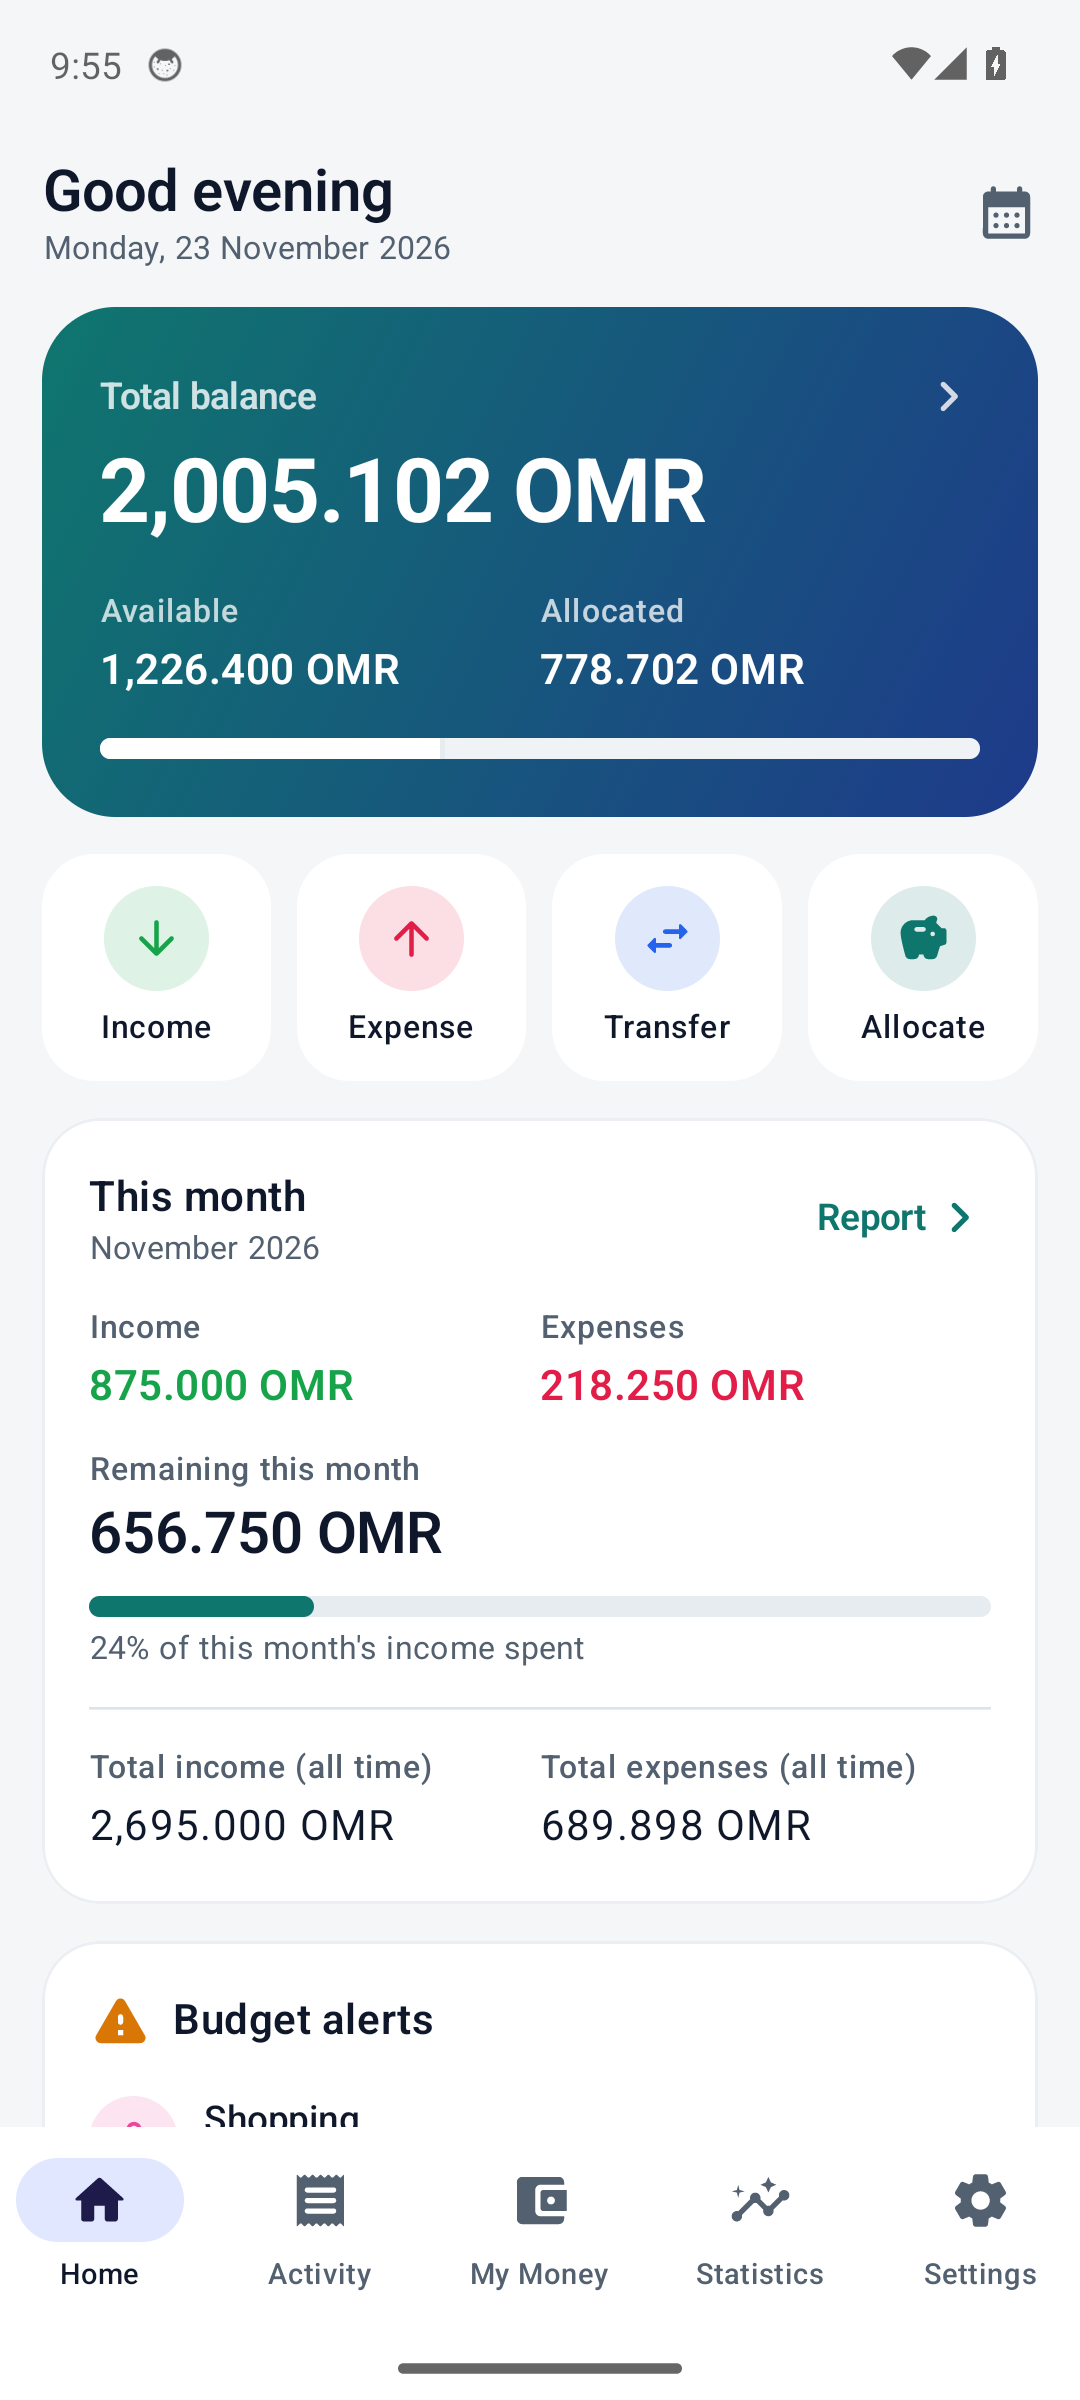 9:55
Good evening
Monday, 23 November 2026
Total balance
2,005.102 OMR
Available Allocated
1,226.400 OMR 778.702 OMR
Income Expense Transfer Allocate
This month
November 2026
Report
Income Expenses
875.000 OMR 218.250 OMR
Remaining this month
656.750 OMR
24% of this month's income spent
Total income (all time) Total expenses (all time)
2,695.000 OMR 689.898 OMR
Budget alerts
Shopping
Home Activity My Money Statistics Settings